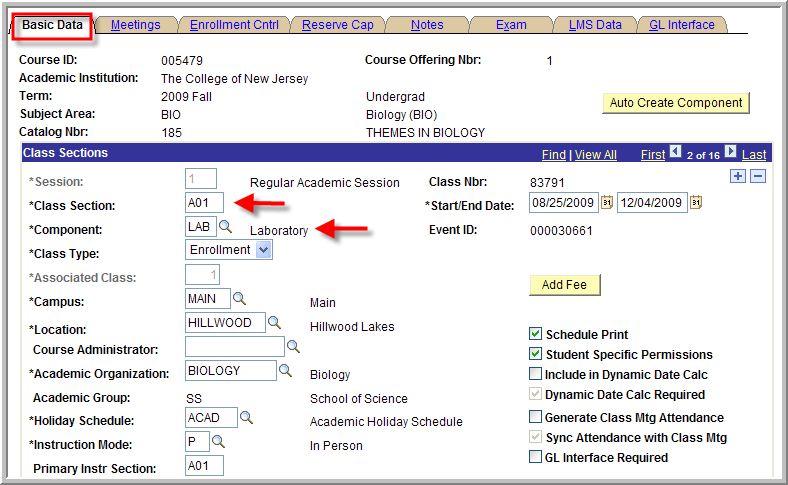 Basic Data Meetings Enrollment Cntrl Reserve Cap Notes Exam LMS Data GL Interface
Course ID: 005479 Course Offering Nbr: 1
Academic Institution: The College of New Jersey
Term: 2009 Fall Undergrad Auto Create Component
Subject Area: BIO Biology (BIO)
Catalog Nbr: 185 THEMES IN BIOLOGY
Class Sections Find | View All First 2 of 16 Last
*Session: 1 Regular Academic Session Class Nbr: 83791
*Class Section: A01 *Start/End Date: 08/25/2009 31 12/04/2009 31
*Component: LAB Laboratory Event ID: 000030661
*Class Type: Enrollment
*Associated Class: 1 Add Fee
*Campus: MAIN Main
*Location: HILLWOOD Hillwood Lakes Schedule Print
Course Administrator: Student Specific Permissions
*Academic Organization: BIOLOGY Biology Include in Dynamic Date Calc
Academic Group: SS School of Science Dynamic Date Calc Required
*Holiday Schedule: ACAD Academic Holiday Schedule Generate Class Mtg Attendance
*Instruction Mode: P In Person Sync Attendance with Class Mtg
Primary Instr Section: A01 GL Interface Required